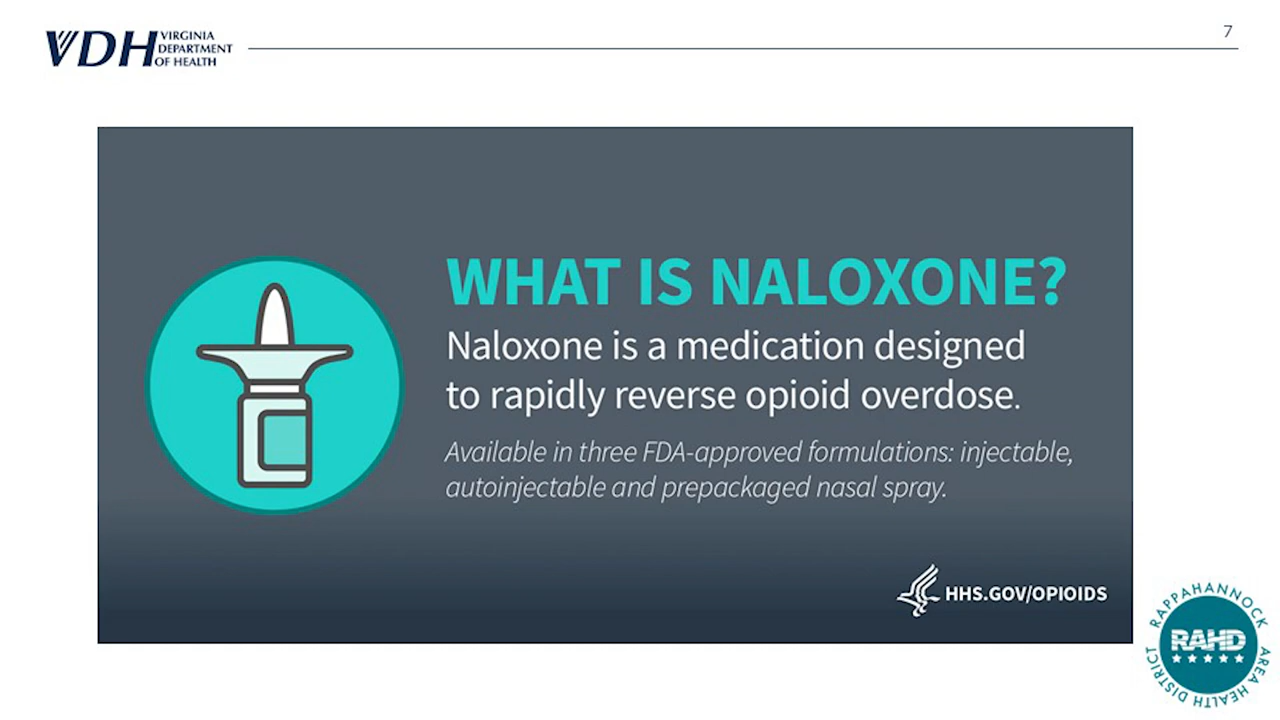 VDH VIRGINIA
DEPARTMENT
OF HEALTH
7
WHAT IS NALOXONE?
Naloxone is a medication designed
to rapidly reverse opioid overdose.
Available in three FDA-approved formulations: injectable,
autoinjectable and prepackaged nasal spray.
HHS.GOV/OPIOIDS
RAPPAHANNOCK
AREA HEALTH DISTRICT
RAHD